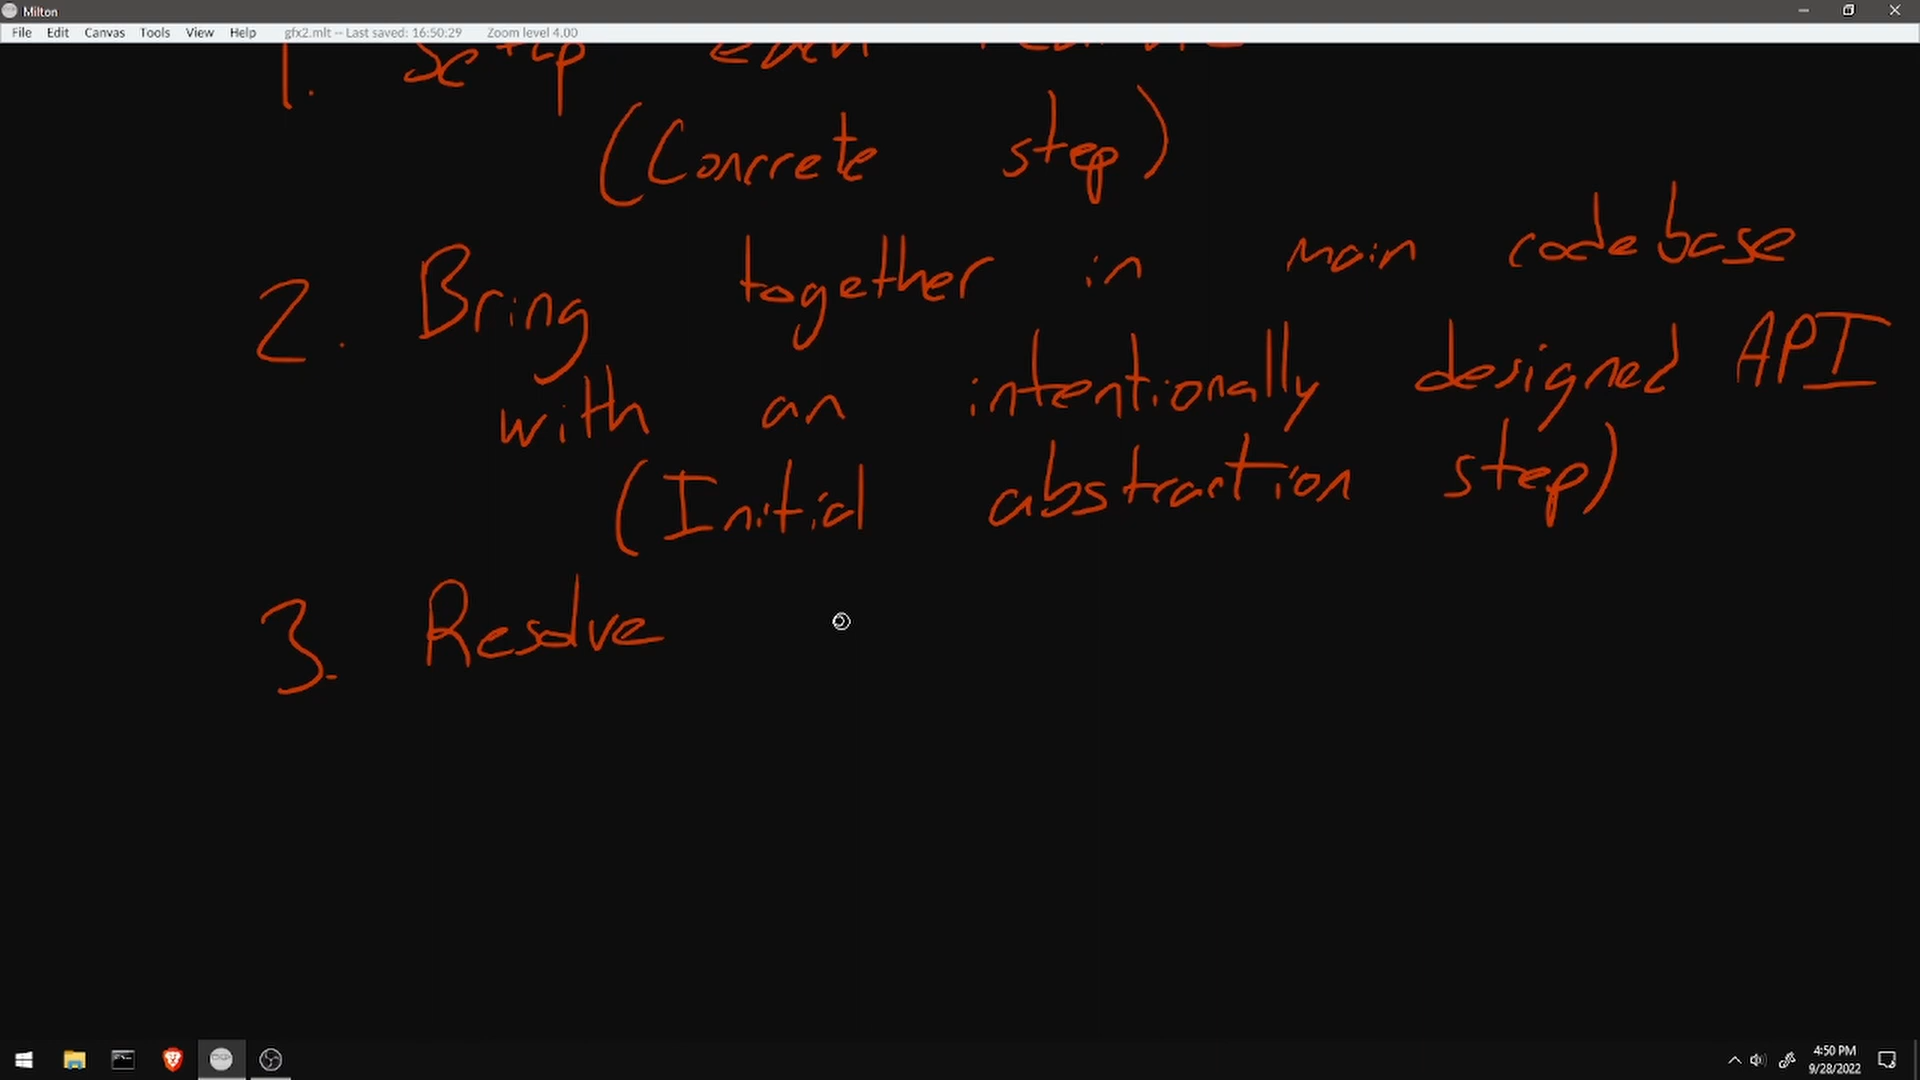 Milton
File Edit Canvas Tools View Help gfx2.mlt -- Last saved: 16:50:29 Zoom level 4.00
1. Setup each
(Concrete step)
2. Bring together in main codebase
with an intentionally designed API
(Initial abstraction step)
3. Resolve
4:50 PM
9/28/2022